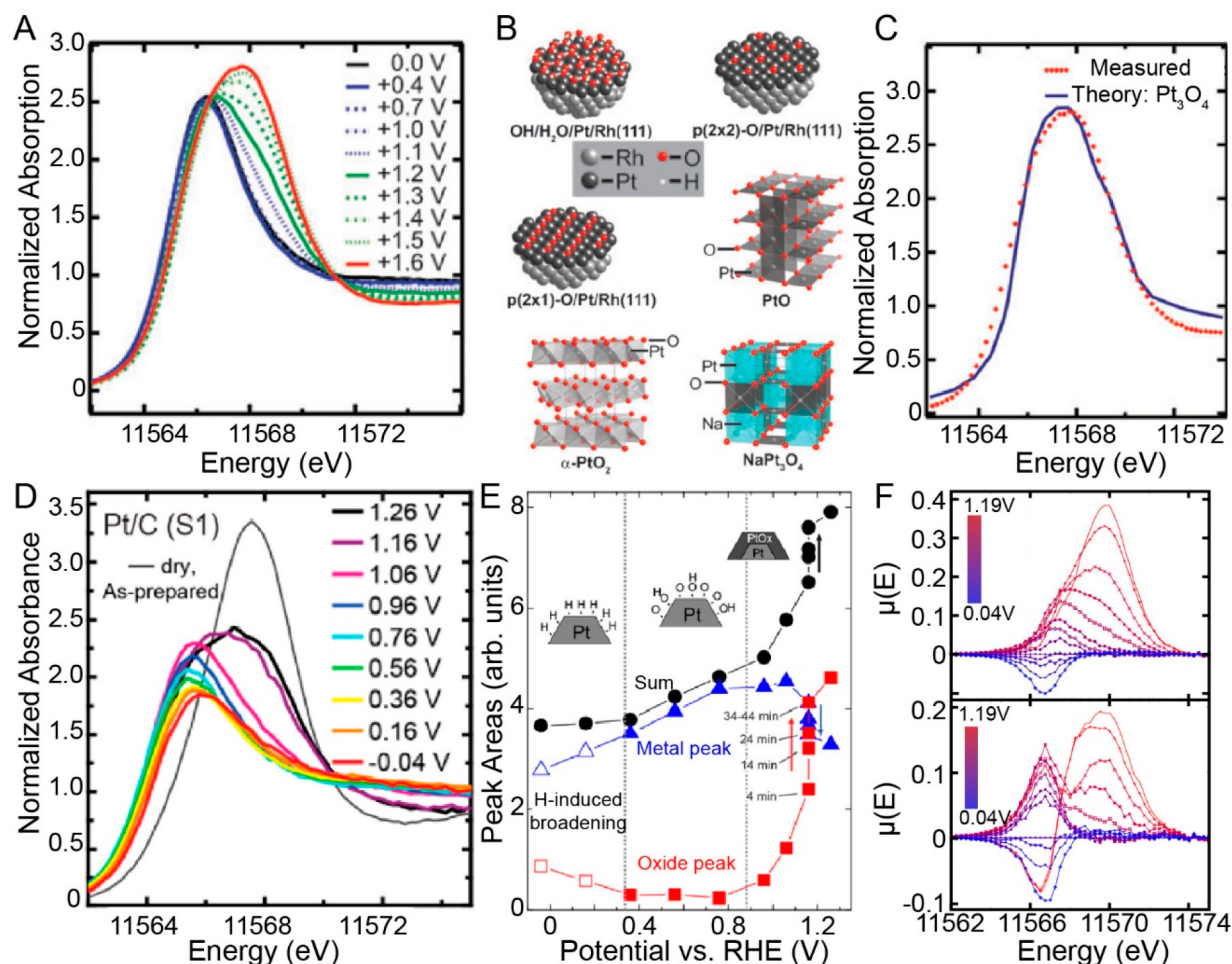 A
Normalized Absorption
3.0
2.5
2.0
1.5
1.0
0.5
0
11564
11568
11572
Energy (eV)
0.0 V
+0.4 V
+0.7 V
+1.0 V
+1.1 V
+1.2 V
+1.3 V
+1.4 V
+1.5 V
+1.6 V
B
OH/H₂O/Pt/Rh(111)
p(2x2)-O/Pt/Rh(111)
Rh
O
Pt
H
p(2x1)-O/Pt/Rh(111)
O
Pt
PtO
O
Pt
α-PtO₂
Pt
O
Na
NaPt₃O₄
C
Normalized Absorption
3.0
2.5
2.0
1.5
1.0
0.5
0
11564
11568
11572
Energy (eV)
Measured
Theory: Pt₃O₄
D
Normalized Absorbance
3.5
3.0
2.5
2.0
1.5
1.0
0.5
0
11564
11568
11572
Energy (eV)
Pt/C (S1)
dry,
As-prepared
1.26 V
1.16 V
1.06 V
0.96 V
0.76 V
0.56 V
0.36 V
0.16 V
-0.04 V
E
Peak Areas (arb. units)
8
6
4
2
0
0
0.4
0.8
1.2
1.6
Potential vs. RHE (V)
H
H H H
H
Pt
H
H
O
O
O
O
O
OH
Pt
PtOx
Pt
Sum
Metal peak
H-induced
broadening
Oxide peak
34-44 min
24 min
14 min
4 min
F
1.19V
0.04V
μ(E)
0.4
0.3
0.2
0.1
0
1.19V
0.04V
μ(E)
0.2
0.1
0
-0.1
11562
11566
11570
11574
Energy (eV)